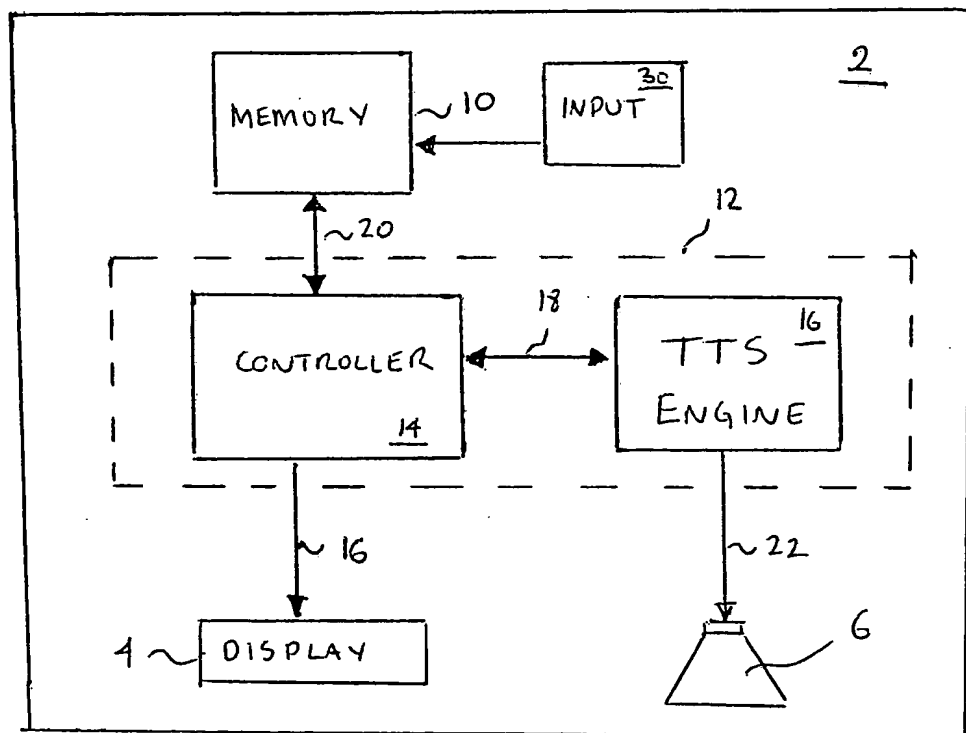 2
MEMORY
10
30
INPUT
20
12
CONTROLLER
14
18
TTS
16
ENGINE
16
22
4
DISPLAY
6